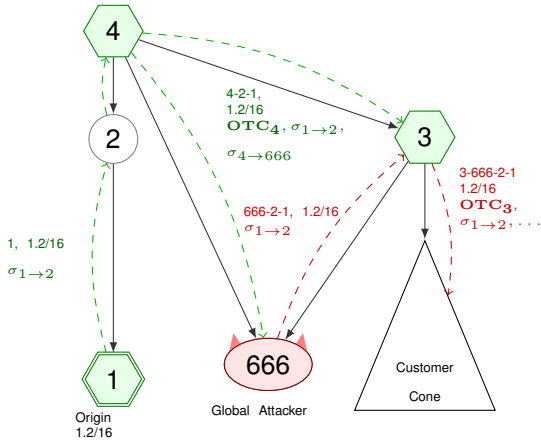 4
4-2-1,
1.2/16
OTC₄, σ₁→₂,
σ₄→₆₆₆
2
3
3-666-2-1
1.2/16
OTC₃,
σ₁→₂, . . .
666-2-1, 1.2/16
σ₁→₂
1, 1.2/16
σ₁→₂
666
1
Customer
Cone
Global Attacker
Origin
1.2/16